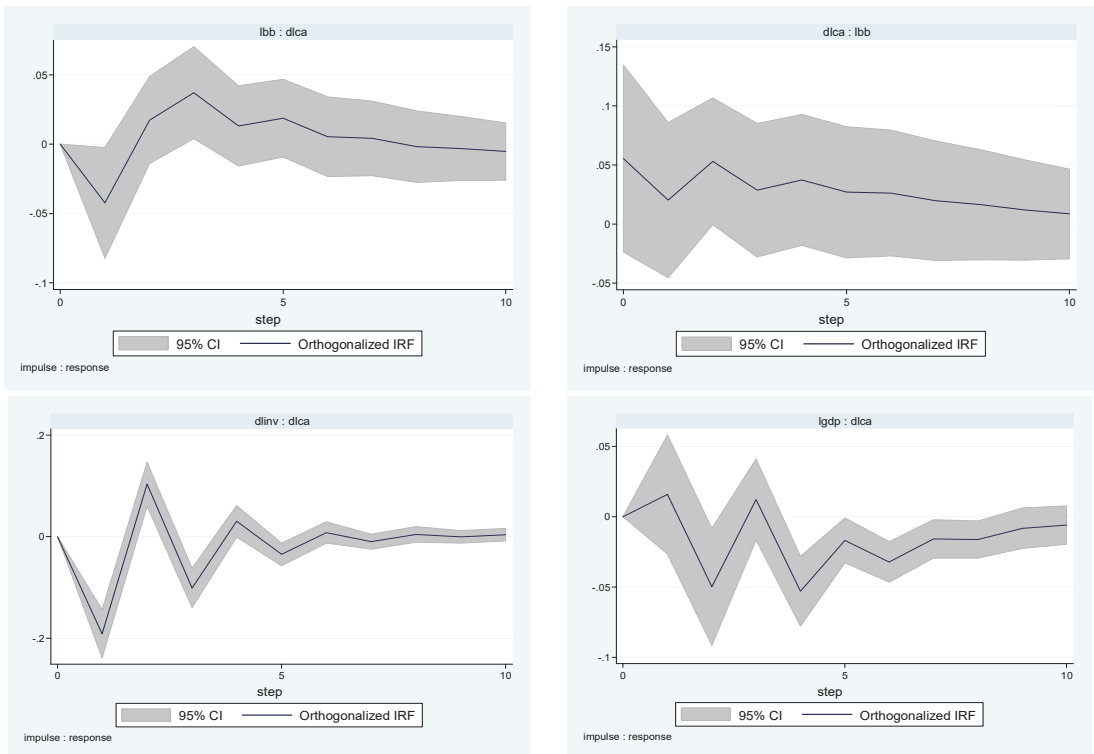 lbb : dlca
.05
0
-.05
-.1
0 5 10
step
95% CI Orthogonalized IRF
impulse : response
dlca : lbb
.15
.1
.05
0
-.05
0 5 10
step
95% CI Orthogonalized IRF
impulse : response
dlinv : dlca
.2
0
-.2
0 5 10
step
95% CI Orthogonalized IRF
impulse : response
lgdp : dlca
.05
0
-.05
-.1
0 5 10
step
95% CI Orthogonalized IRF
impulse : response